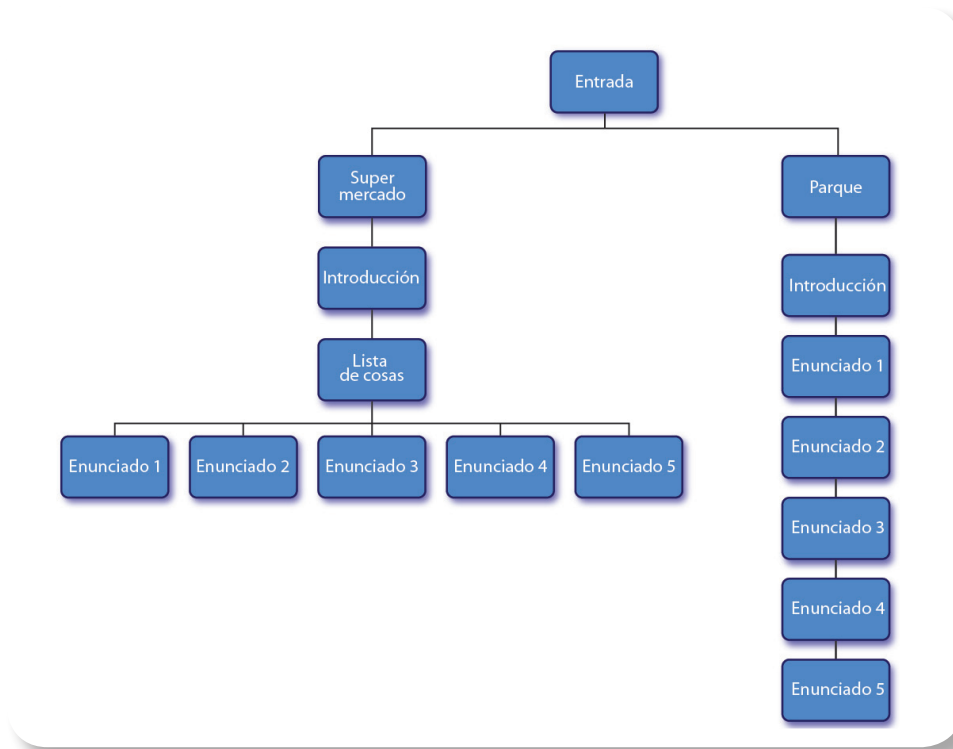 Entrada
Super
mercado
Parque
Introducción
Introducción
Lista
de cosas
Enunciado 1
Enunciado 2
Enunciado 3
Enunciado 4
Enunciado 5
Enunciado 1
Enunciado 2
Enunciado 3
Enunciado 4
Enunciado 5